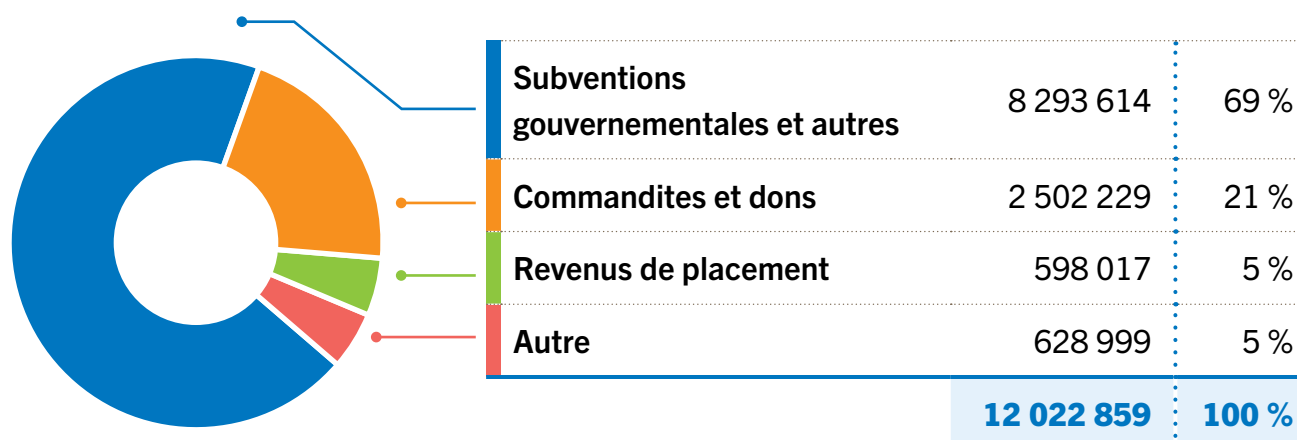 Subventions
gouvernementales et autres 8 293 614 69 %
Commandites et dons 2 502 229 21 %
Revenus de placement 598 017 5 %
Autre 628 999 5 %
12 022 859 100 %